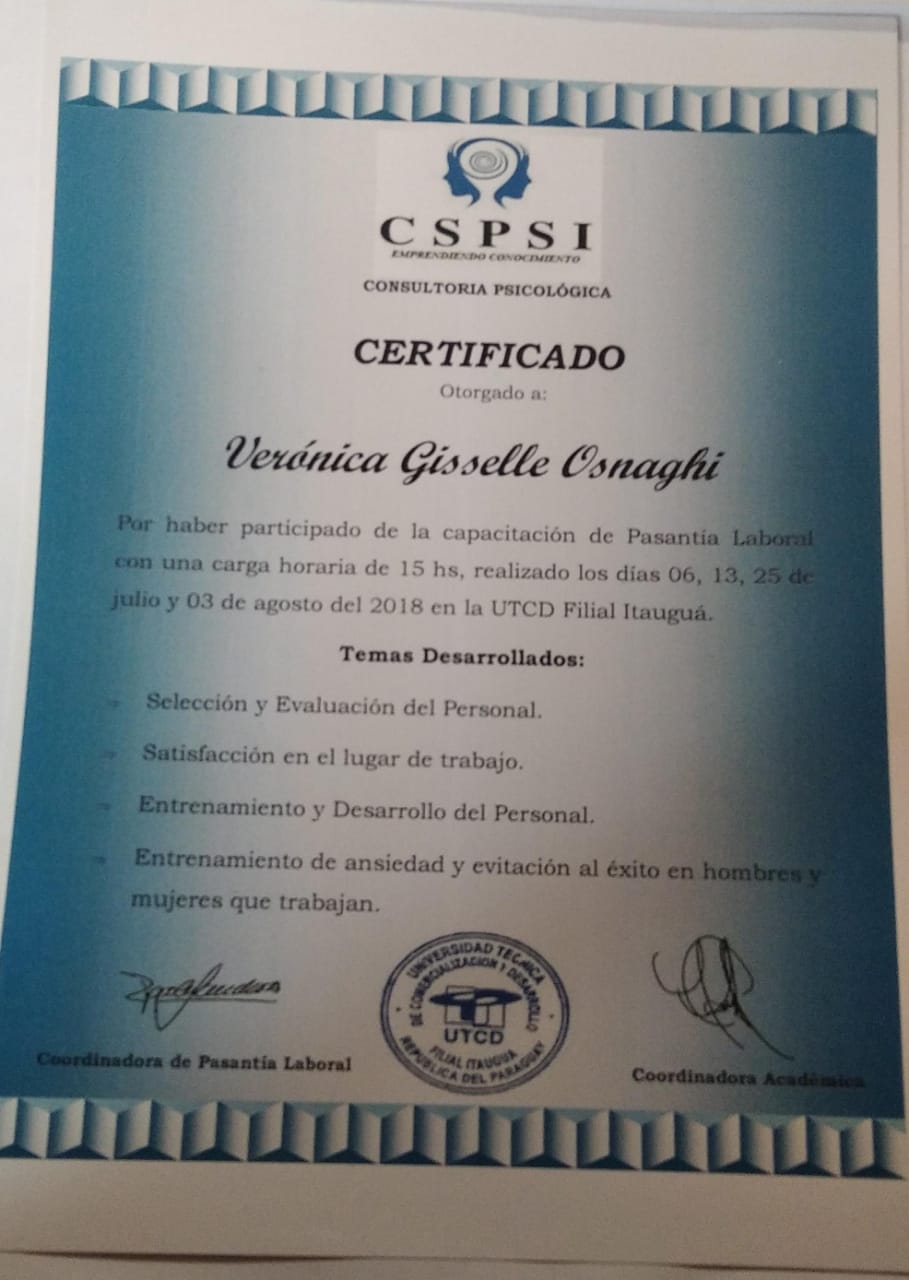 CSPSI
EMPRENDIENDO CONOCIMIENTO
CONSULTORIA PSICOLÓGICA
CERTIFICADO
Otorgado a:
Verónica Gisselle Osnaghi
Por haber participado de la capacitación de Pasantía Laboral
con una carga horaria de 15 hs, realizado los días 06, 13, 25 de
julio y 03 de agosto del 2018 en la UTCD Filial Itauguá.
Temas Desarrollados:
Selección y Evaluación del Personal.
Satisfacción en el lugar de trabajo.
Entrenamiento y Desarrollo del Personal.
Entrenamiento de ansiedad y evitación al éxito en hombres y
mujeres que trabajan.
UNIVERSIDAD TECNICA
DE COMERCIALIZACION Y DESARROLLO
UTCD
FILIAL ITAUGUA
REPUBLICA DEL PARAGUAY
Coordinadora de Pasantía Laboral
Coordinadora Académica